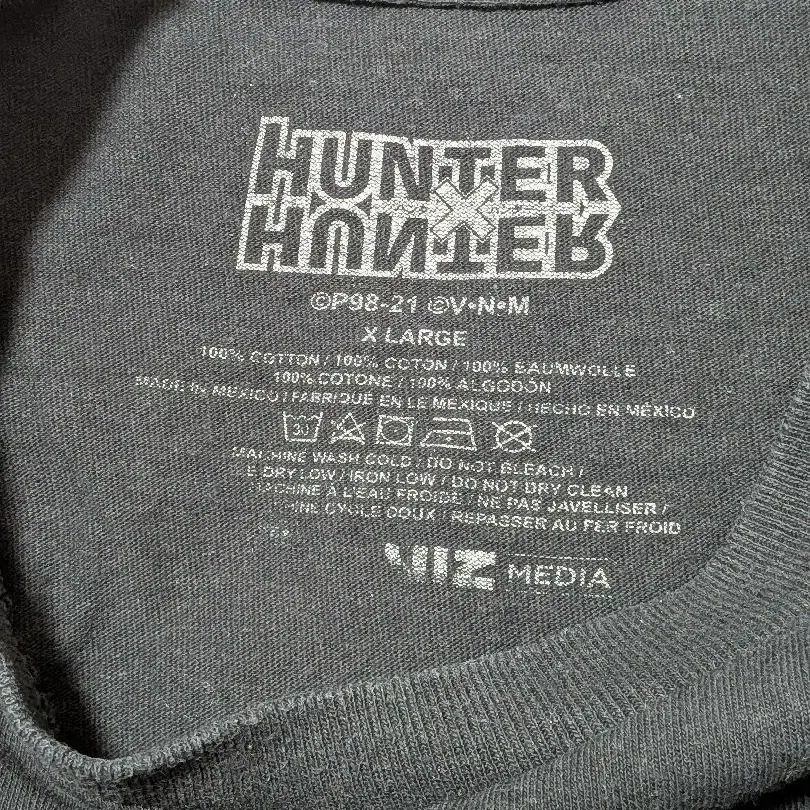 HUNTER
×
HUNTER
©P98-21 ©V•N•M
X LARGE
100% COTTON / 100% COTON / 100% BAUMWOLLE
100% COTONE / 100% ALGODÓN
MADE IN MEXICO / FABRIQUÉ EN LE MEXIQUE / HECHO EN MÉXICO
30
MACHINE WASH COLD / DO NOT BLEACH /
DRY LOW / IRON LOW / DO NOT DRY CLEAN
MACHINE À L'EAU FROIDE / NE PAS JAVELLISER /
CYCLE DOUX / REPASSER AU FER FROID
VIZ MEDIA